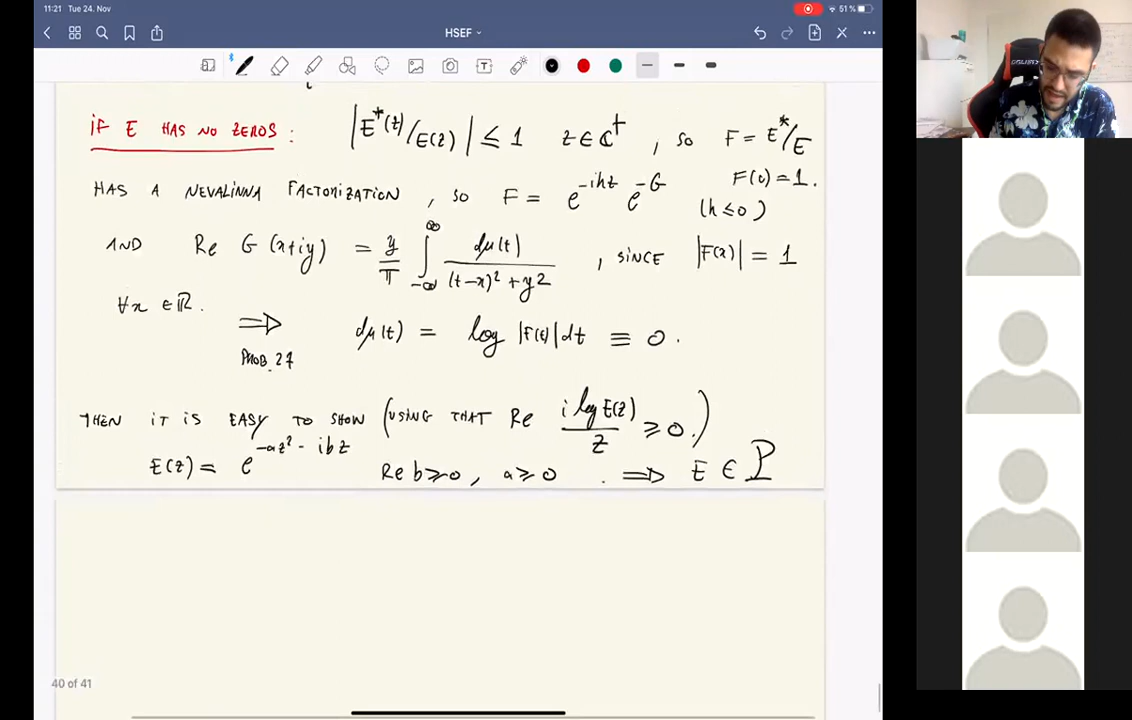 11:21 Tue 24. Nov
51 %
HSEF
IF E HAS NO ZEROS : |E*(z)/E(z)| ≤ 1 z ∈ ℂ⁺ , so F = E*/E
HAS A NEVALINNA FACTORIZATION , so F = e^{-ihz} e^{-G} (h ≤ 0) F(0)=1.
AND Re G(x+iy) = y/π ∫_{-∞}^{∞} dμ(t)/((t-x)²+y2) , SINCE |F(x)| = 1
∀x ∈ ℝ. ⟹ PROB. 27 dμ(t) = log |F(t)| dt ≡ 0.
THEN IT IS EASY TO SHOW (USING THAT Re i log E(z)/z ≥ 0.)
E(z) = e^{-az² - ibz} Re b ≥ 0, a ≥ 0 . ⟹ E ∈ P
40 of 41